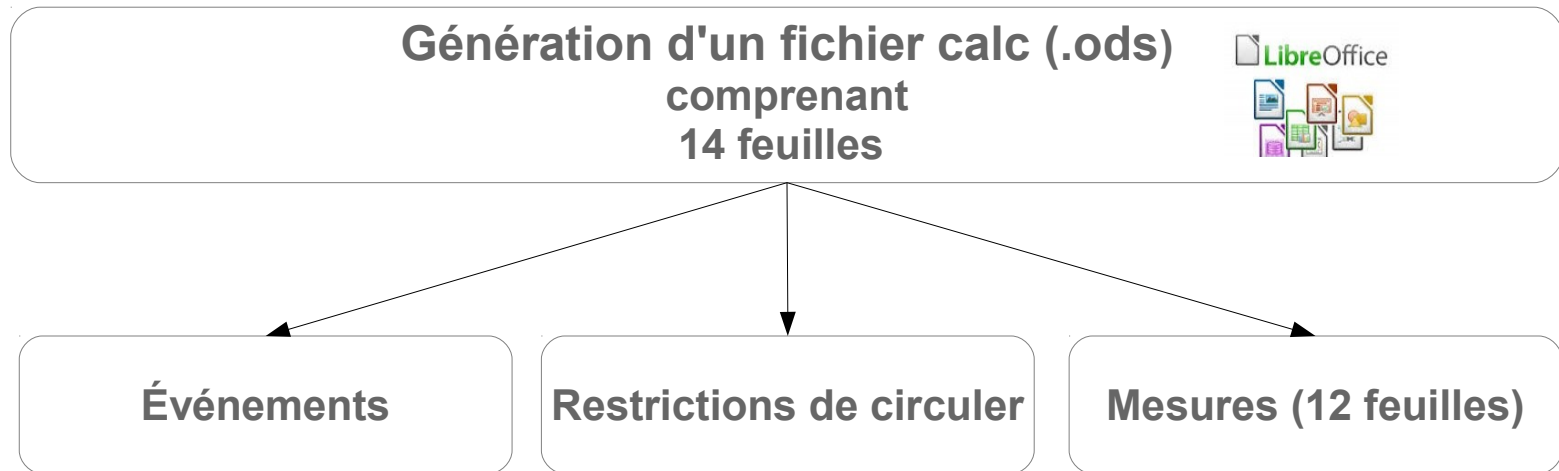 Génération d'un fichier calc (.ods)
comprenant
14 feuilles
LibreOffice
Événements
Restrictions de circuler
Mesures (12 feuilles)